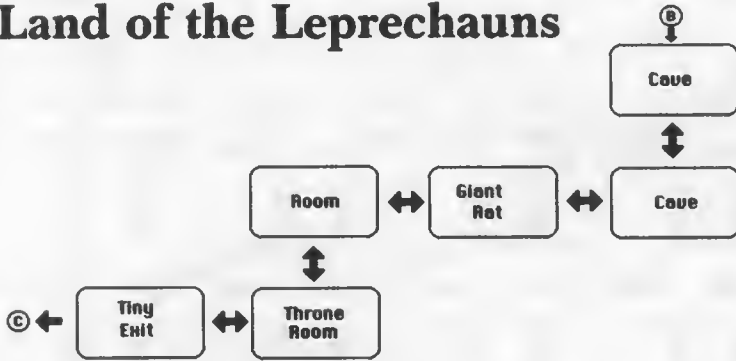 Land of the Leprechauns
B
Cave
Room
Giant
Rat
Cave
C
Tiny
Exit
Throne
Room